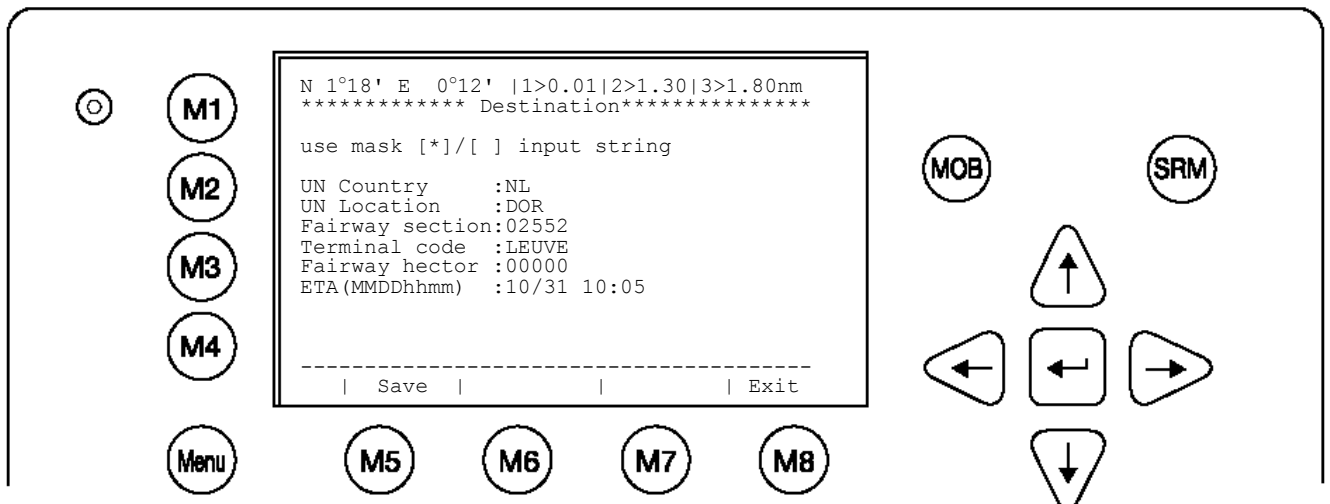 N 1°18' E  0°12' |1>0.01|2>1.30|3>1.80nm
************* Destination***************
use mask [*]/[ ] input string
UN Country     :NL
UN Location    :DOR
Fairway section:02552
Terminal code  :LEUVE
Fairway hector :00000
ETA(MMDDhhmm)  :10/31 10:05
----------------------------------------
| Save | | | Exit
M1
M2
M3
M4
Menu
M5
M6
M7
M8
MOB
SRM